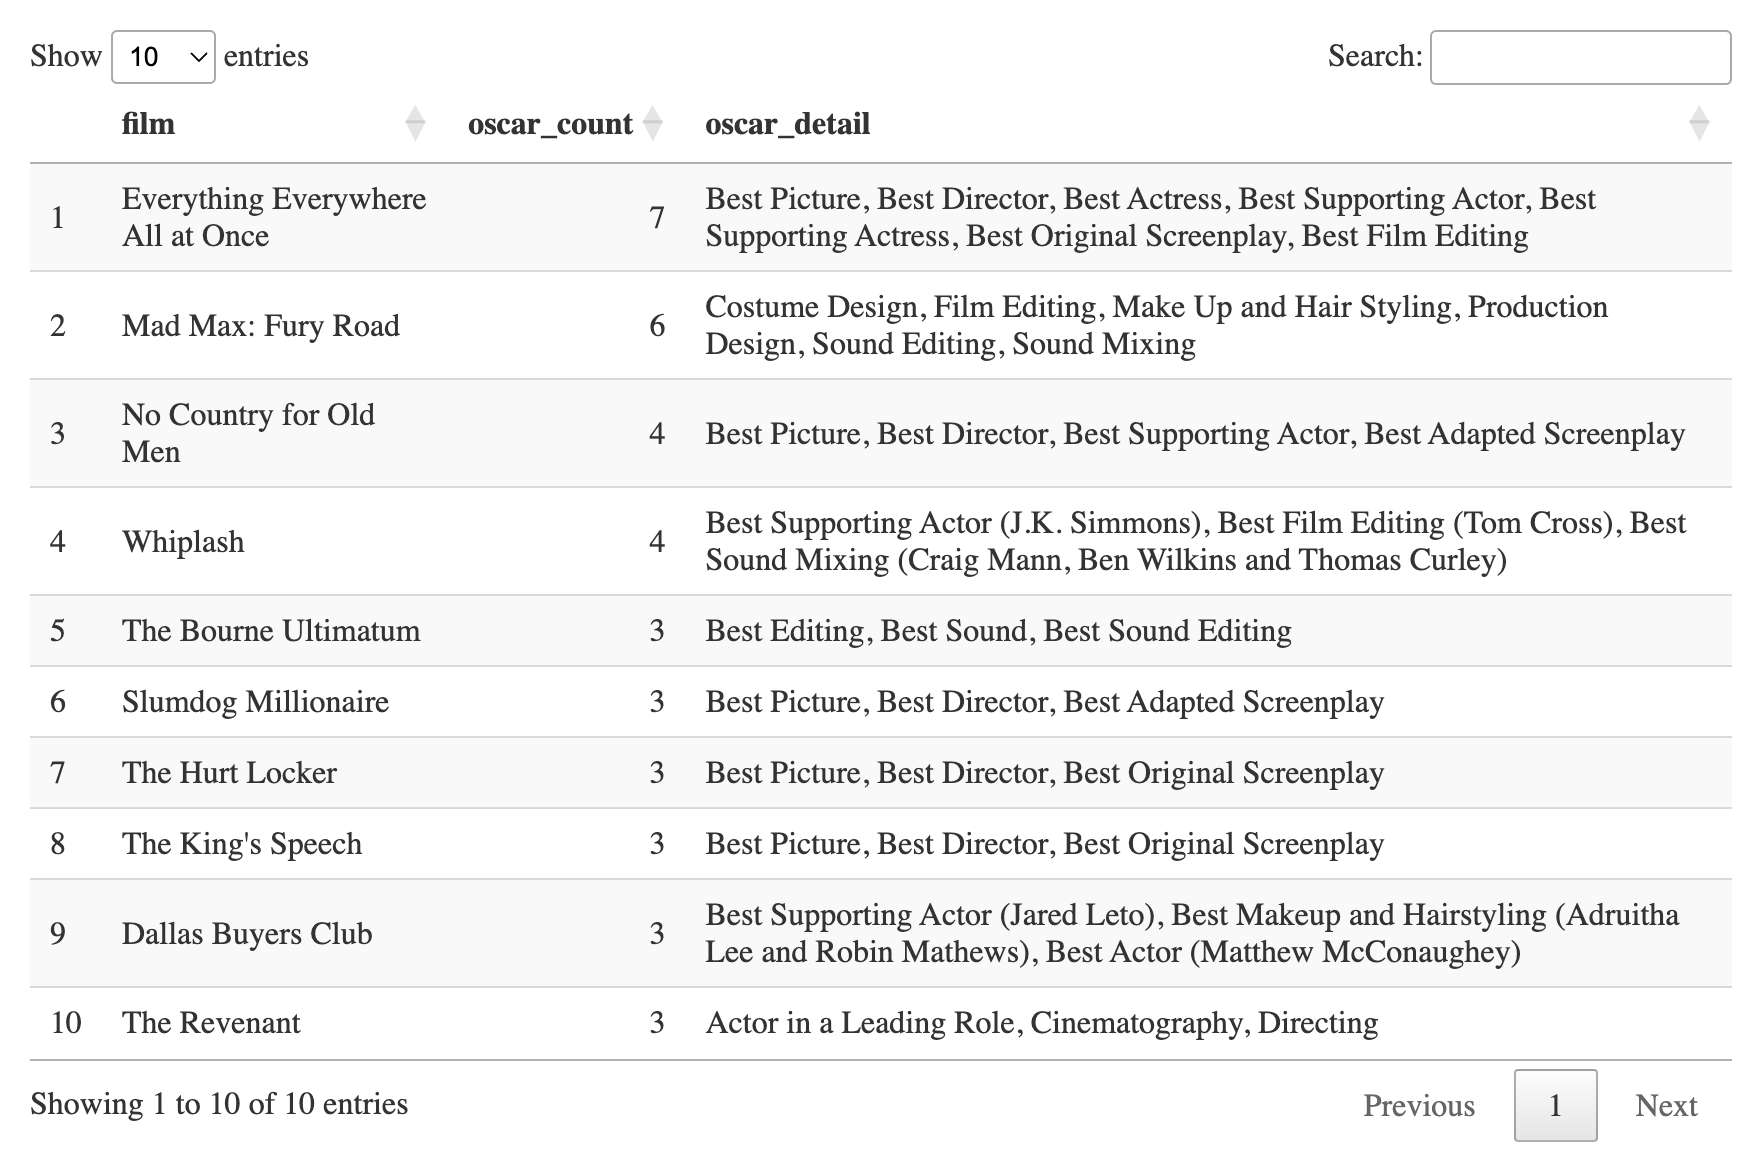 Show 10 entries Search:
film oscar_count oscar_detail
1 Everything Everywhere All at Once 7 Best Picture, Best Director, Best Actress, Best Supporting Actor, Best
Supporting Actress, Best Original Screenplay, Best Film Editing
2 Mad Max: Fury Road 6 Costume Design, Film Editing, Make Up and Hair Styling, Production
Design, Sound Editing, Sound Mixing
3 No Country for Old Men 4 Best Picture, Best Director, Best Supporting Actor, Best Adapted Screenplay
4 Whiplash 4 Best Supporting Actor (J.K. Simmons), Best Film Editing (Tom Cross), Best
Sound Mixing (Craig Mann, Ben Wilkins and Thomas Curley)
5 The Bourne Ultimatum 3 Best Editing, Best Sound, Best Sound Editing
6 Slumdog Millionaire 3 Best Picture, Best Director, Best Adapted Screenplay
7 The Hurt Locker 3 Best Picture, Best Director, Best Original Screenplay
8 The King's Speech 3 Best Picture, Best Director, Best Original Screenplay
9 Dallas Buyers Club 3 Best Supporting Actor (Jared Leto), Best Makeup and Hairstyling (Adruitha
Lee and Robin Mathews), Best Actor (Matthew McConaughey)
10 The Revenant 3 Actor in a Leading Role, Cinematography, Directing
Showing 1 to 10 of 10 entries Previous 1 Next